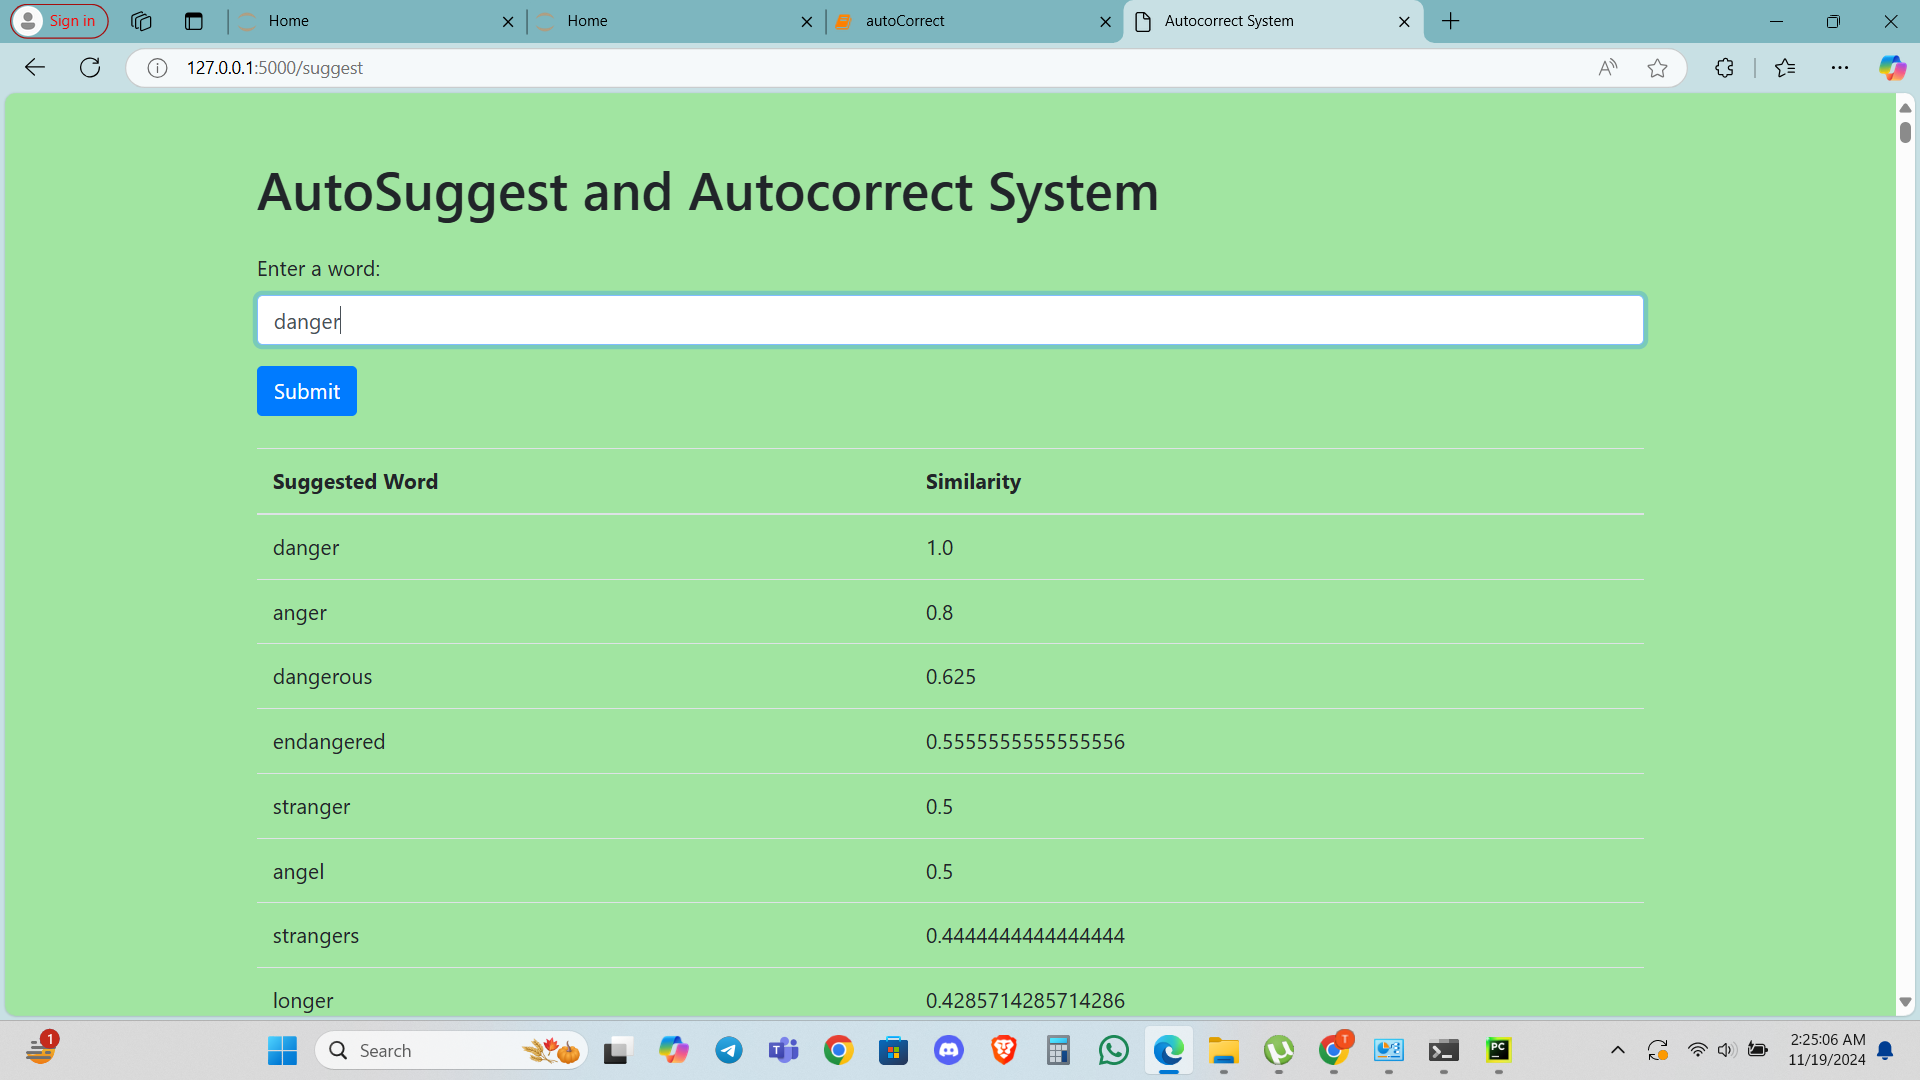 Sign in
Home
Home
autoCorrect
Autocorrect System
127.0.0.1:5000/suggest
AutoSuggest and Autocorrect System
Enter a word:
danger
Submit
Suggested Word Similarity
danger 1.0
anger 0.8
dangerous 0.625
endangered 0.5555555555555556
stranger 0.5
angel 0.5
strangers 0.4444444444444444
longer 0.4285714285714286
1
Search
T
PC
2:25:06 AM
11/19/2024